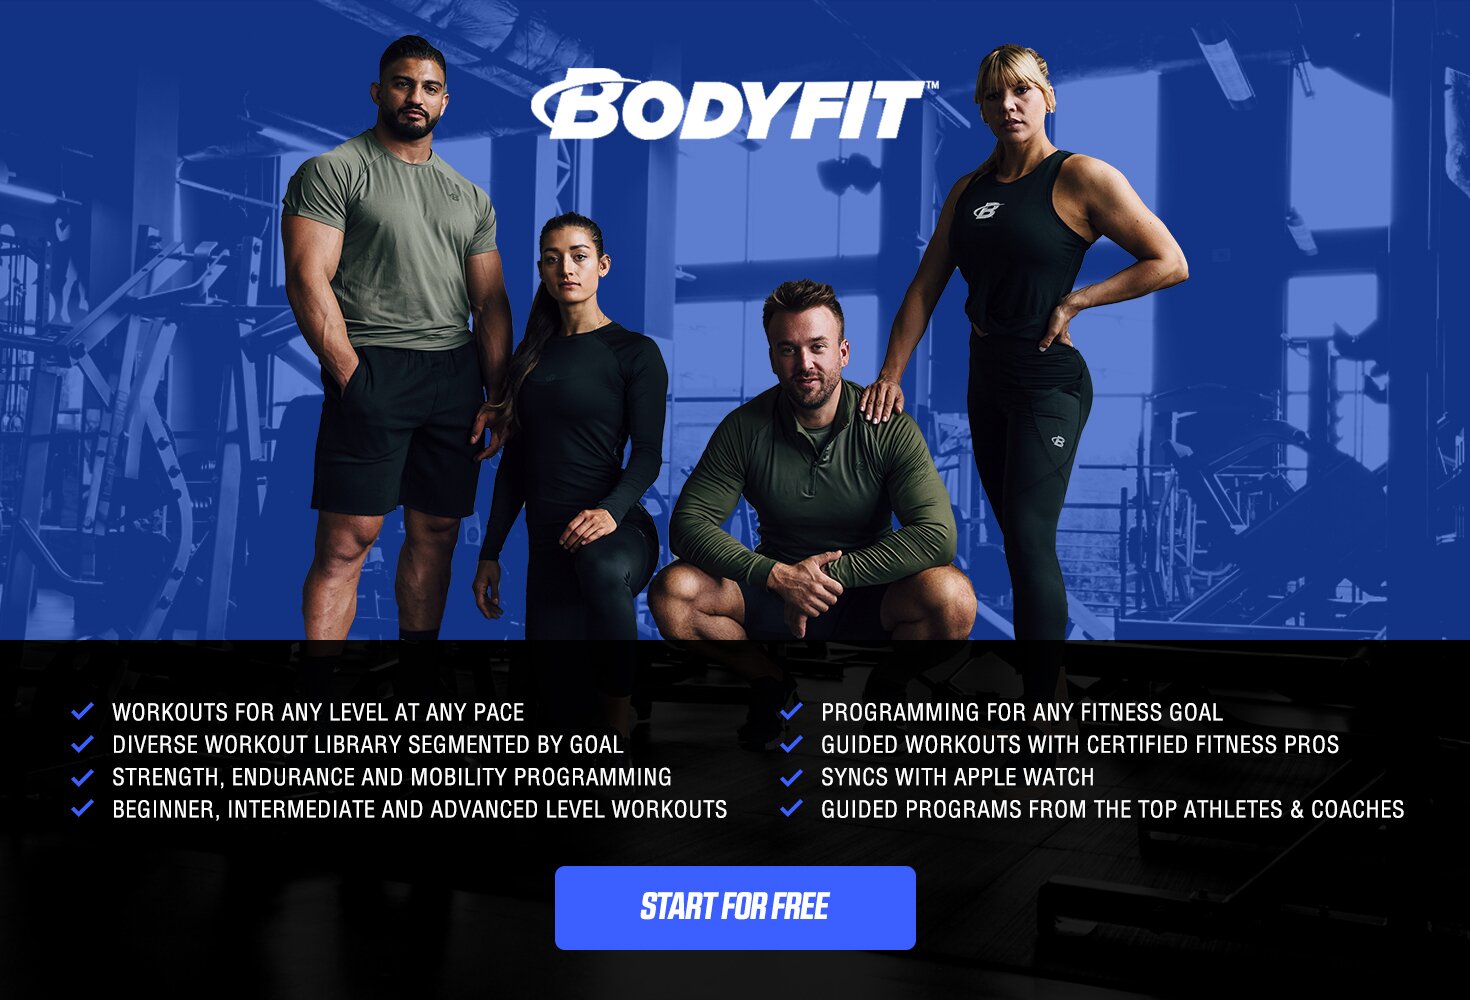 BODYFIT™
WORKOUTS FOR ANY LEVEL AT ANY PACE
DIVERSE WORKOUT LIBRARY SEGMENTED BY GOAL
STRENGTH, ENDURANCE AND MOBILITY PROGRAMMING
BEGINNER, INTERMEDIATE AND ADVANCED LEVEL WORKOUTS
PROGRAMMING FOR ANY FITNESS GOAL
GUIDED WORKOUTS WITH CERTIFIED FITNESS PROS
SYNCS WITH APPLE WATCH
GUIDED PROGRAMS FROM THE TOP ATHLETES & COACHES
START FOR FREE